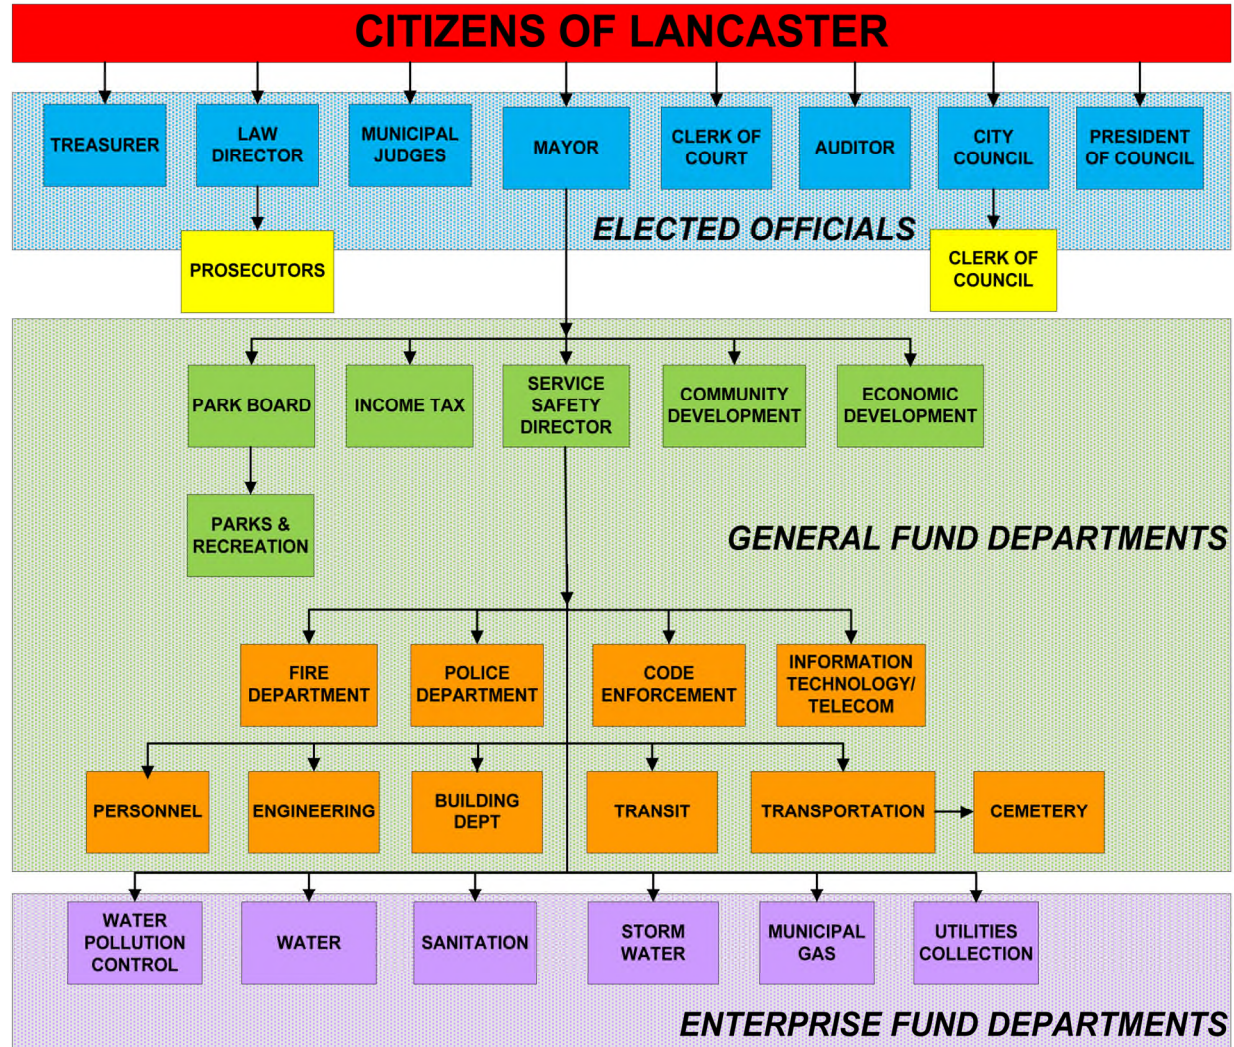 CITIZENS OF LANCASTER
TREASURER
LAW
DIRECTOR
MUNICIPAL
JUDGES
MAYOR
CLERK OF
COURT
AUDITOR
CITY
COUNCIL
PRESIDENT
OF COUNCIL
ELECTED OFFICIALS
PROSECUTORS
CLERK OF
COUNCIL
PARK BOARD
INCOME TAX
SERVICE
SAFETY
DIRECTOR
COMMUNITY
DEVELOPMENT
ECONOMIC
DEVELOPMENT
PARKS &
RECREATION
GENERAL FUND DEPARTMENTS
FIRE
DEPARTMENT
POLICE
DEPARTMENT
CODE
ENFORCEMENT
INFORMATION
TECHNOLOGY/
TELECOM
PERSONNEL
ENGINEERING
BUILDING
DEPT
TRANSIT
TRANSPORTATION
CEMETERY
WATER
POLLUTION
CONTROL
WATER
SANITATION
STORM
WATER
MUNICIPAL
GAS
UTILITIES
COLLECTION
ENTERPRISE FUND DEPARTMENTS